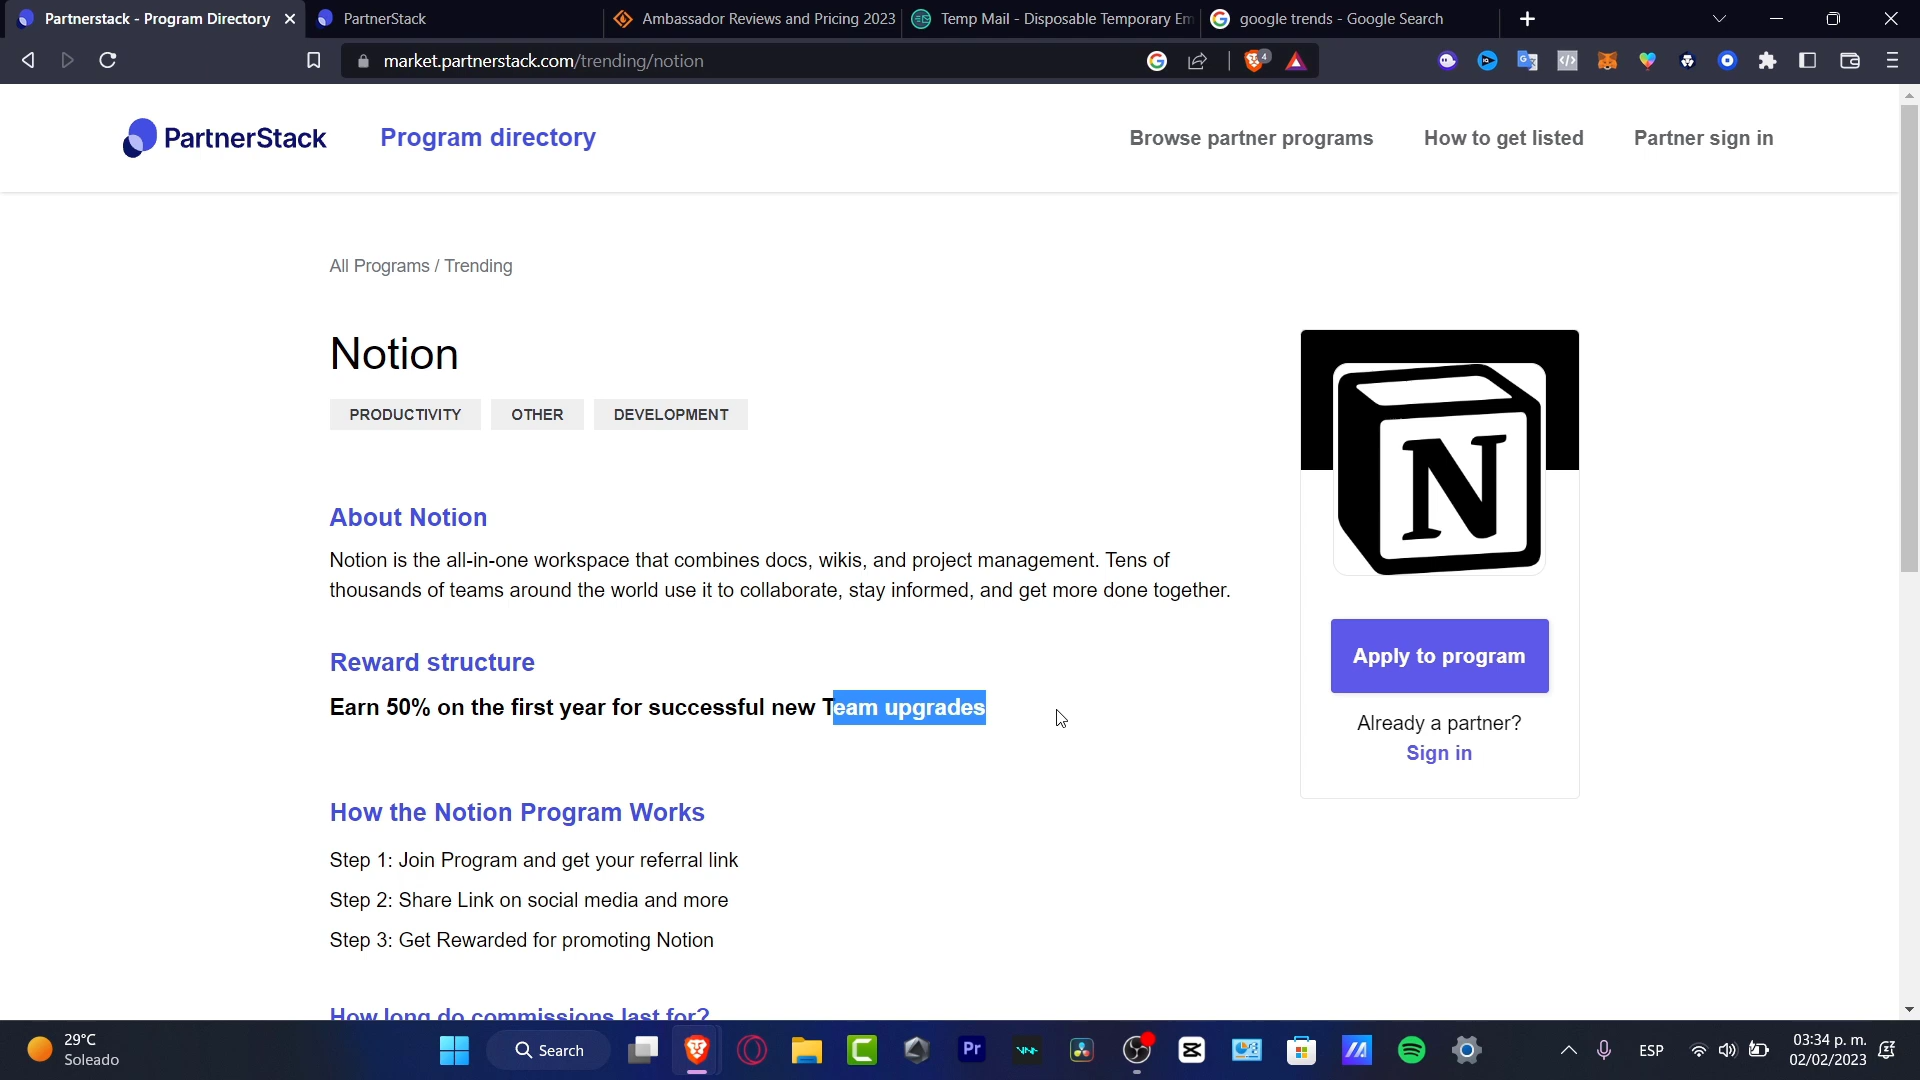 Partnerstack - Program Directory
PartnerStack
Ambassador Reviews and Pricing 2023
Temp Mail - Disposable Temporary Em
google trends - Google Search
market.partnerstack.com/trending/notion
4
PartnerStack
Program directory
Browse partner programs
How to get listed
Partner sign in
All Programs / Trending
Notion
PRODUCTIVITY
OTHER
DEVELOPMENT
N
About Notion
Notion is the all-in-one workspace that combines docs, wikis, and project management. Tens of
thousands of teams around the world use it to collaborate, stay informed, and get more done together.
Apply to program
Reward structure
Earn 50% on the first year for successful new Team upgrades
Already a partner?
Sign in
How the Notion Program Works
Step 1: Join Program and get your referral link
Step 2: Share Link on social media and more
Step 3: Get Rewarded for promoting Notion
How long do commissions last for?
29°C
Soleado
Search
Pr
ESP
03:34 p. m.
02/02/2023